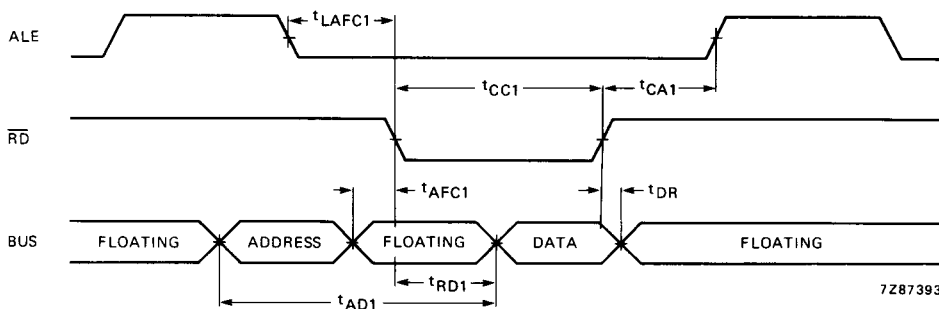 ALE
tLAFC1
tCC1
tCA1
RD
tAFC1
tDR
BUS
FLOATING
ADDRESS
FLOATING
DATA
FLOATING
tRD1
tAD1
7Z87393